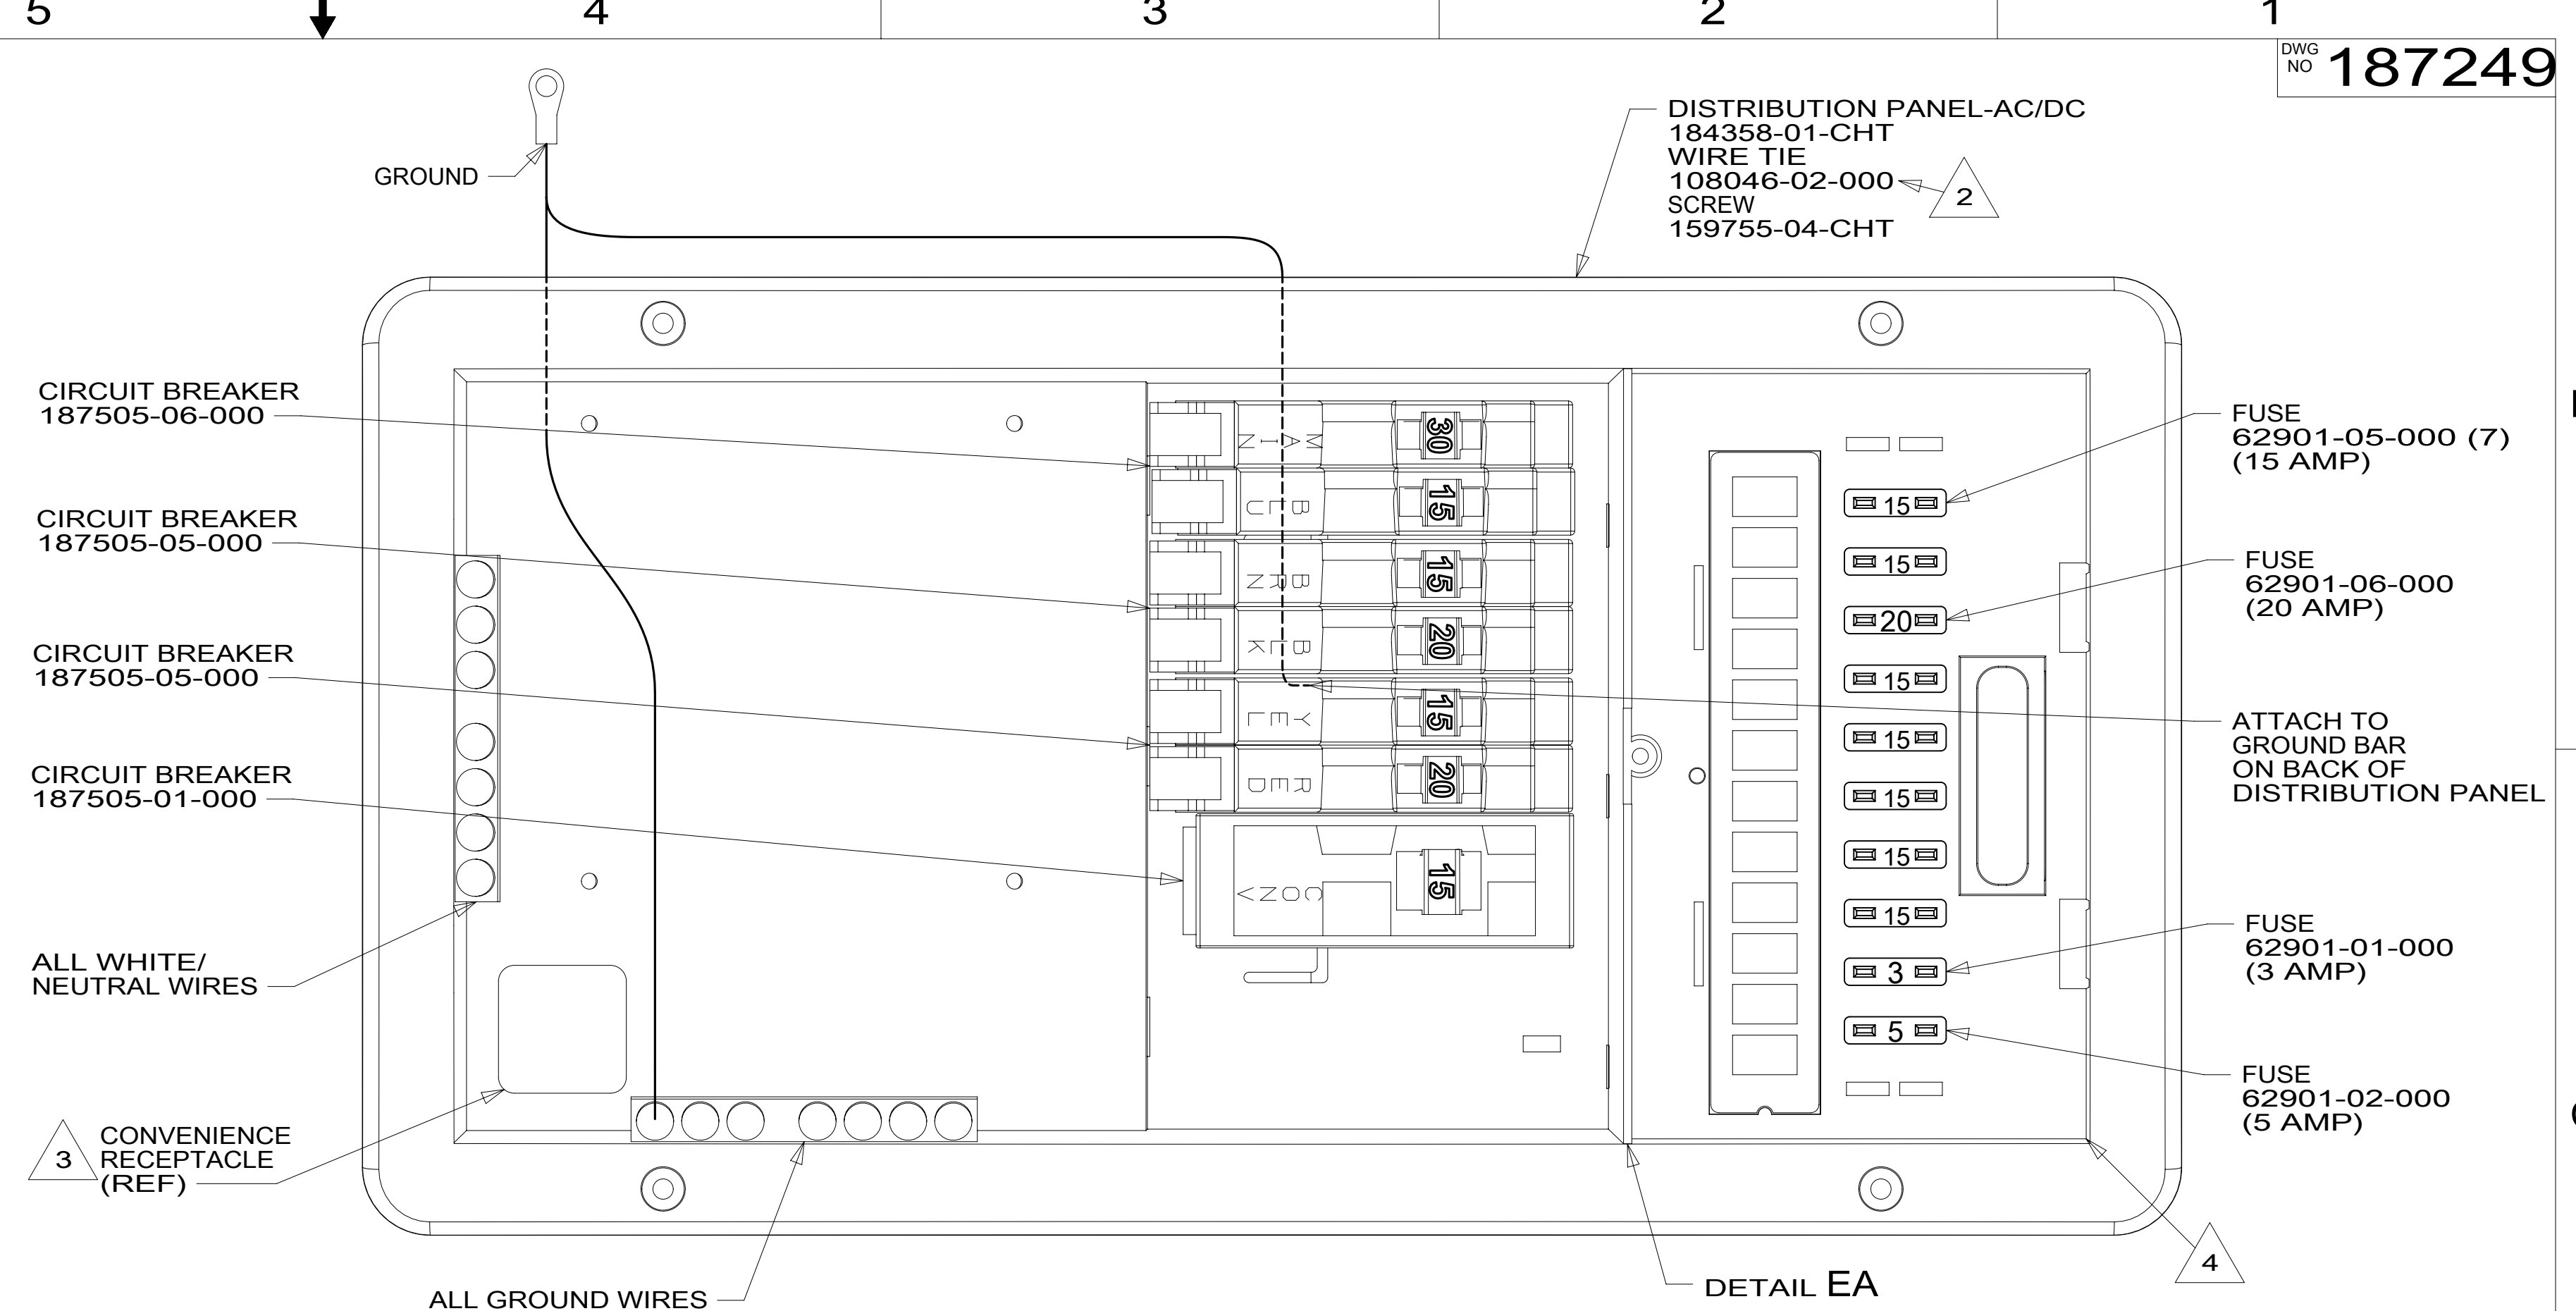 5 4 3 2 1
DWG
NO 187249
GROUND
DISTRIBUTION PANEL-AC/DC
184358-01-CHT
WIRE TIE
108046-02-000
SCREW
159755-04-CHT
2
CIRCUIT BREAKER
187505-06-000
CIRCUIT BREAKER
187505-05-000
CIRCUIT BREAKER
187505-05-000
CIRCUIT BREAKER
187505-01-000
ALL WHITE/
NEUTRAL WIRES
3
CONVENIENCE
RECEPTACLE
(REF)
ALL GROUND WIRES
MAIN 30
BLU 15
BRN 15
BLK 20
YEL 15
RED 20
CONV 15
15
15
20
15
15
15
15
15
3
5
FUSE
62901-05-000 (7)
(15 AMP)
FUSE
62901-06-000
(20 AMP)
ATTACH TO
GROUND BAR
ON BACK OF
DISTRIBUTION PANEL
FUSE
62901-01-000
(3 AMP)
FUSE
62901-02-000
(5 AMP)
4
DETAIL EA